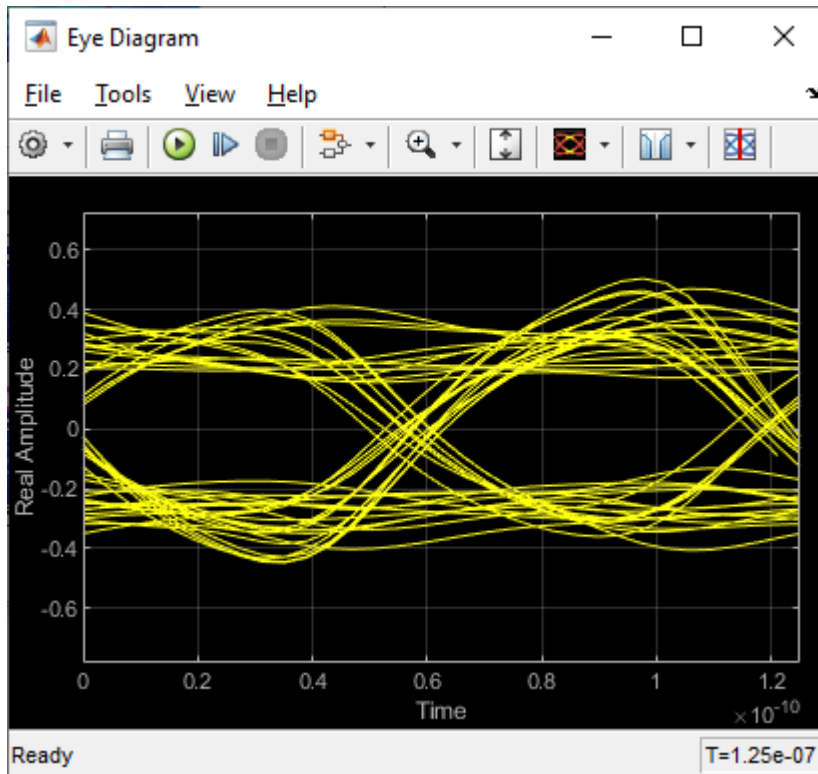 Eye Diagram
File Tools View Help
0.6
0.4
0.2
0
-0.2
-0.4
-0.6
Real Amplitude
0 0.2 0.4 0.6 0.8 1 1.2
Time
×10⁻¹⁰
Ready T=1.25e-07